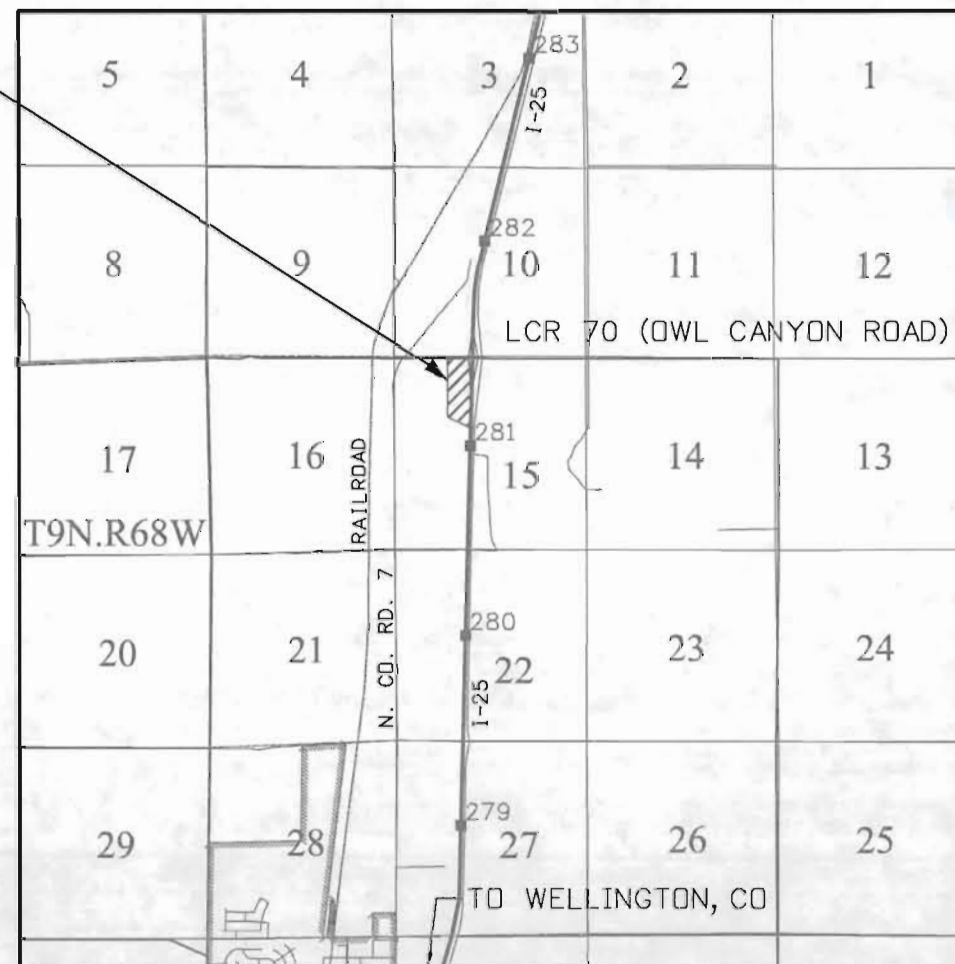 5 4 3 2 1
283
I-25
282
8 9 10 11 12
LCR 70 (OWL CANYON ROAD)
281
17 16 15 14 13
RAILROAD
T9N.R68W
N. CO. RD. 7
280
20 21 22 23 24
I-25
279
29 28 27 26 25
TO WELLINGTON, CO